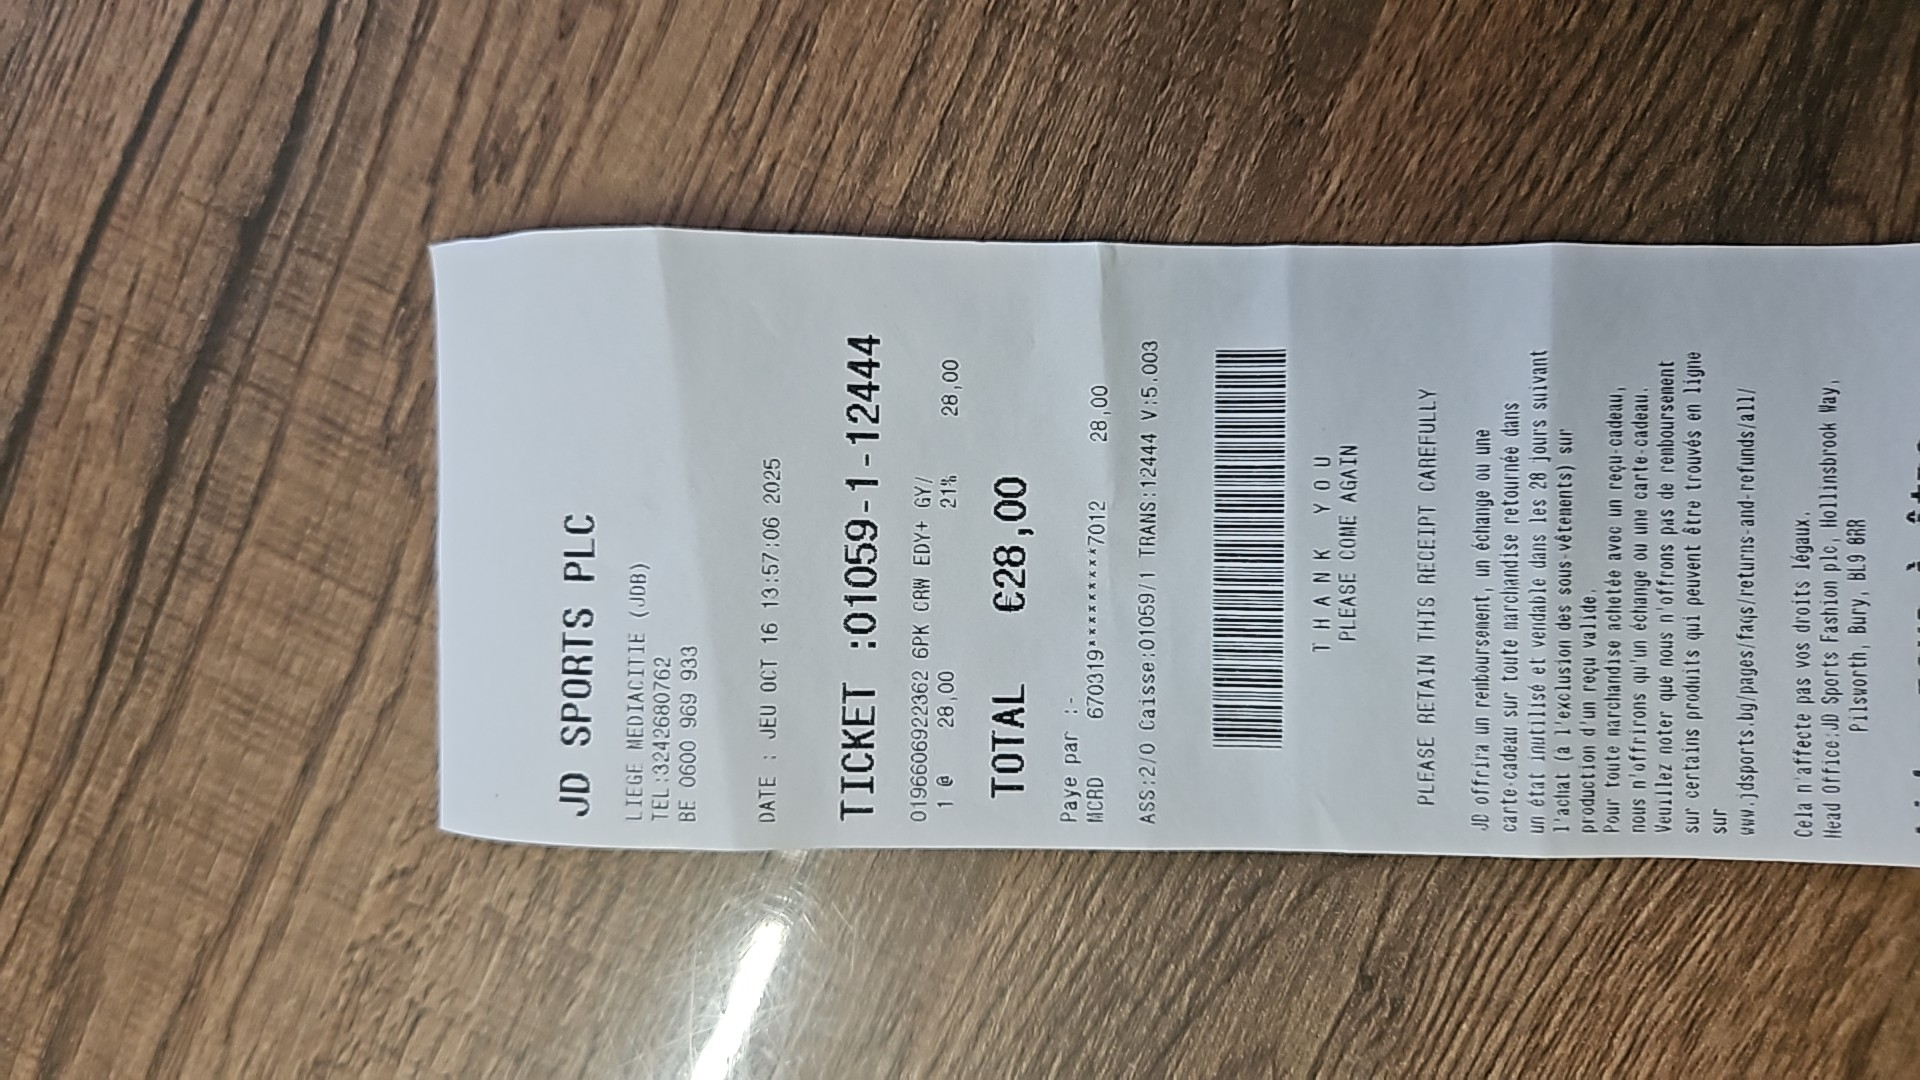 JD SPORTS PLC
LIEGE MEDIACITIE (JDB)
TEL:3242680762
BE 0600 969 933
DATE : JEU OCT 16 13:57:06 2025
TICKET :01059-1-12444
0196606922362 6PK CRW EDY+ GY/
1 @ 28,00 21% 28,00
TOTAL €28,00
Paye par :-
MCRD 670319*********7012 28,00
ASS:2/0 Caisse:01059/1 TRANS:12444 V:5.003
T H A N K Y O U
PLEASE COME AGAIN
PLEASE RETAIN THIS RECEIPT CAREFULLY
JD offrira un remboursement, un échange ou une
carte-cadeau sur toute marchandise retournée dans
un état inutilisé et vendable dans les 28 jours suivant
l'achat (à l'exclusion des sous-vêtements) sur
production d'un reçu valide.
Pour toute marchandise achetée avec un reçu-cadeau,
nous n'offrirons qu'un échange ou une carte-cadeau.
Veuillez noter que nous n'offrons pas de remboursement
sur certains produits qui peuvent être trouvés en ligne
sur
www.jdsports.by/pages/faqs/returns-and-refunds/all/
Cela n'affecte pas vos droits légaux.
Head Office:JD Sports Fashion plc, Hollinsbrook Way,
Pilsworth, Bury, BL9 8RR